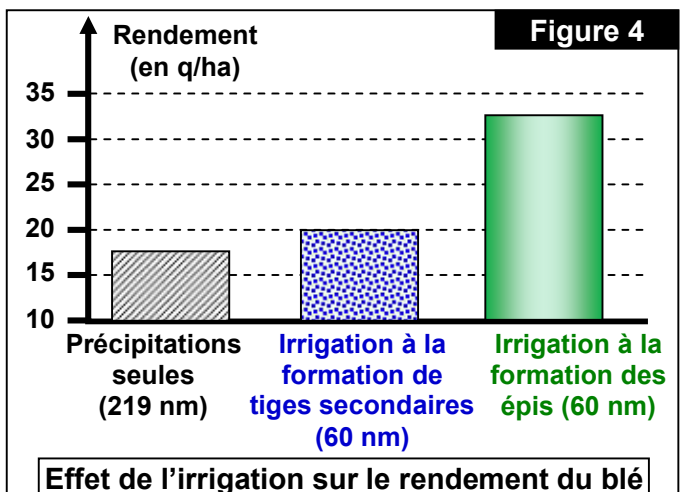 Figure 4
Rendement
(en q/ha)
35
30
25
20
15
10
Précipitations
seules
(219 nm)
Irrigation à la
formation de
tiges secondaires
(60 nm)
Irrigation à la
formation des
épis (60 nm)
Effet de l’irrigation sur le rendement du blé